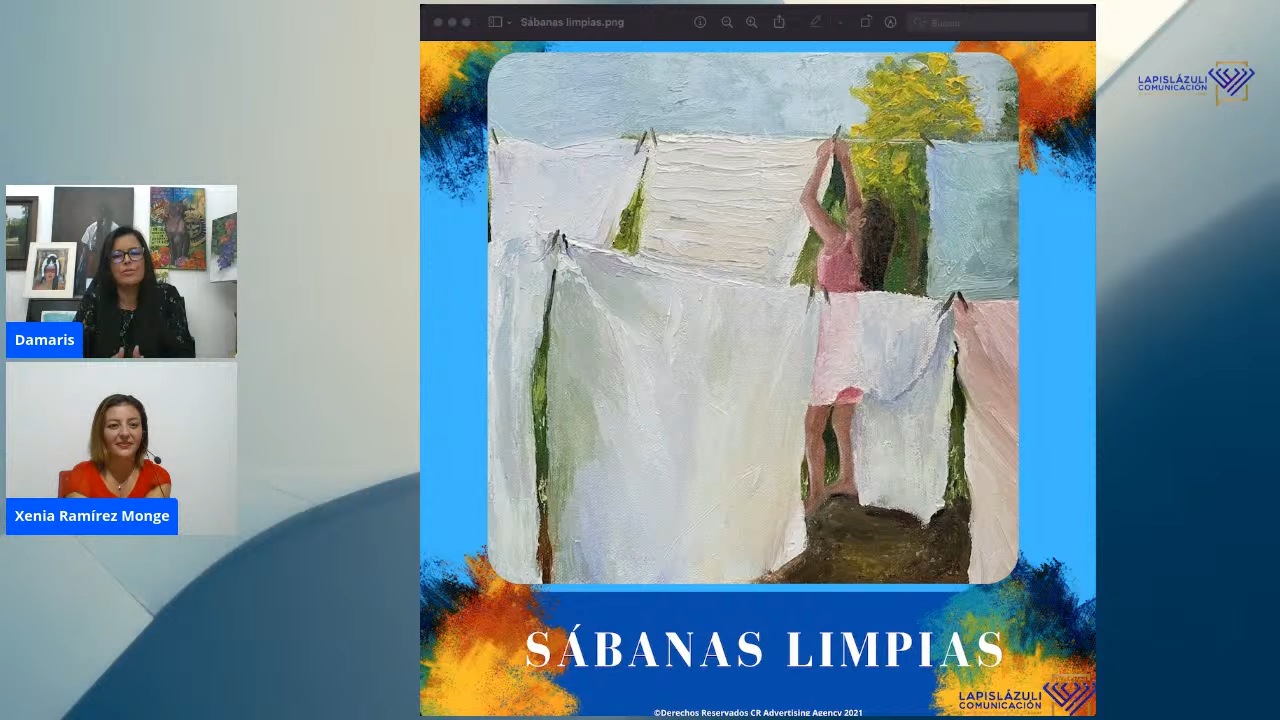 Sábanas limpias.png
Buscar
LAPISLÁZULI
COMUNICACIÓN
Damaris
Xenia Ramírez Monge
SÁBANAS LIMPIAS
LAPISLÁZULI
COMUNICACIÓN
©Derechos Reservados CR Advertising Agency 2021